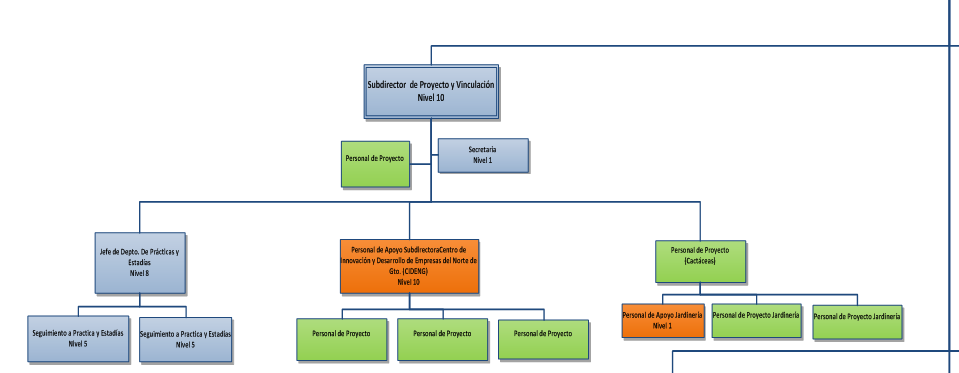 Subdirector de Proyecto y Vinculación
Nivel 10
Personal de Proyecto
Secretaria
Nivel 1
Jefe de Depto. De Prácticas y
Estadías
Nivel 8
Personal de Apoyo SubdirectoraCentro de
Innovación y Desarrollo de Empresas del Norte de
Gto. (CIDENG)
Nivel 10
Personal de Proyecto
(Cactáceas)
Seguimiento a Practica y Estadías
Nivel 5
Seguimiento a Practica y Estadías
Nivel 5
Personal de Proyecto
Personal de Proyecto
Personal de Proyecto
Personal de Apoyo Jardinería
Nivel 1
Personal de Proyecto Jardinería
Personal de Proyecto Jardinería